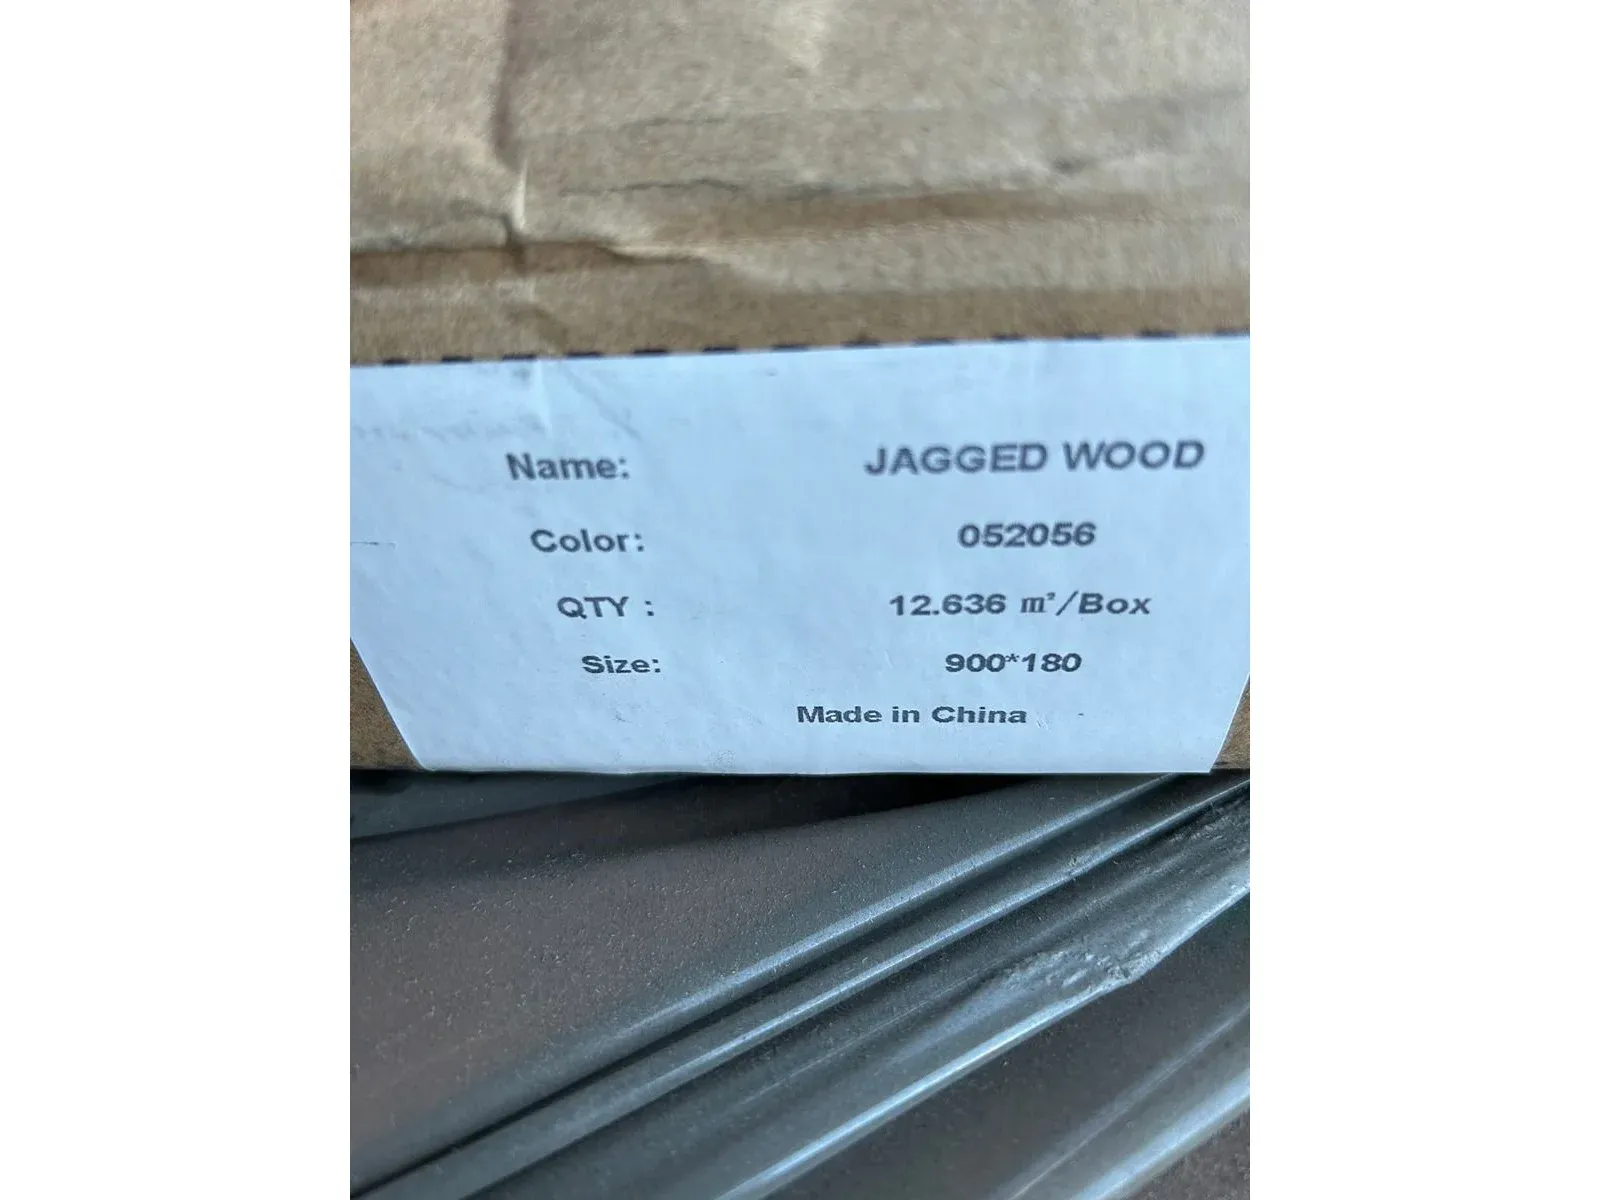 Name: JAGGED WOOD
Color: 052056
QTY : 12.636 ㎡/Box
Size: 900*180
Made in China